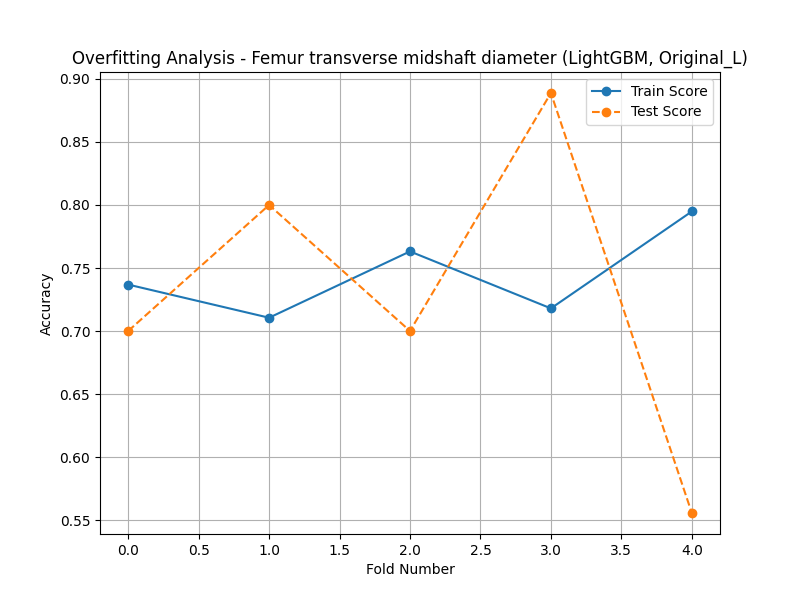 Overfitting Analysis - Femur transverse midshaft diameter (LightGBM, Original_L)
Train Score
Test Score
0.90
0.85
0.80
0.75
0.70
0.65
0.60
0.55
Accuracy
0.0 0.5 1.0 1.5 2.0 2.5 3.0 3.5 4.0
Fold Number